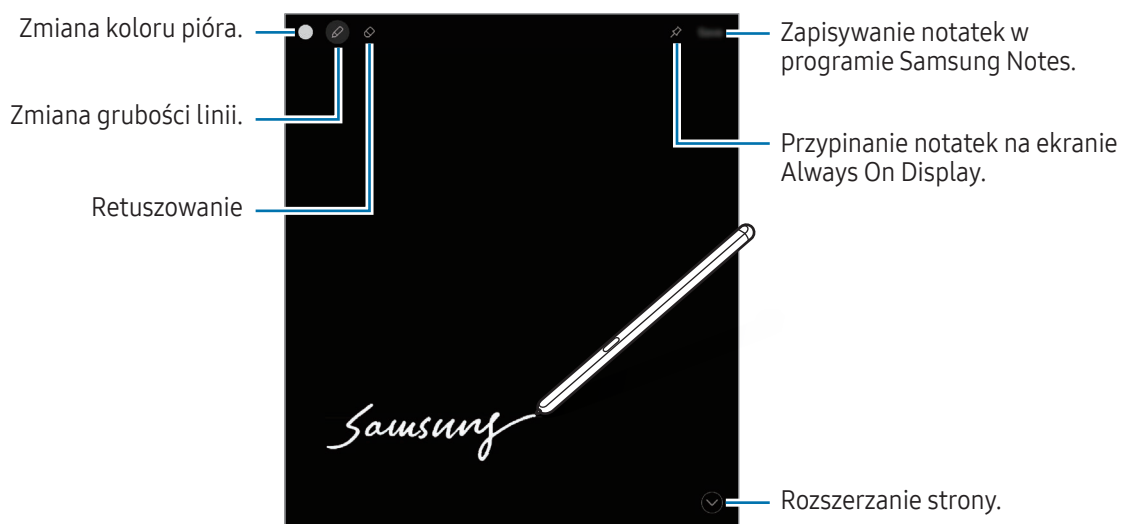 Zmiana koloru pióra.
Zmiana grubości linii.
Retuszowanie
Zapisywanie notatek w
programie Samsung Notes.
Przypinanie notatek na ekranie
Always On Display.
Samsung
Rozszerzanie strony.